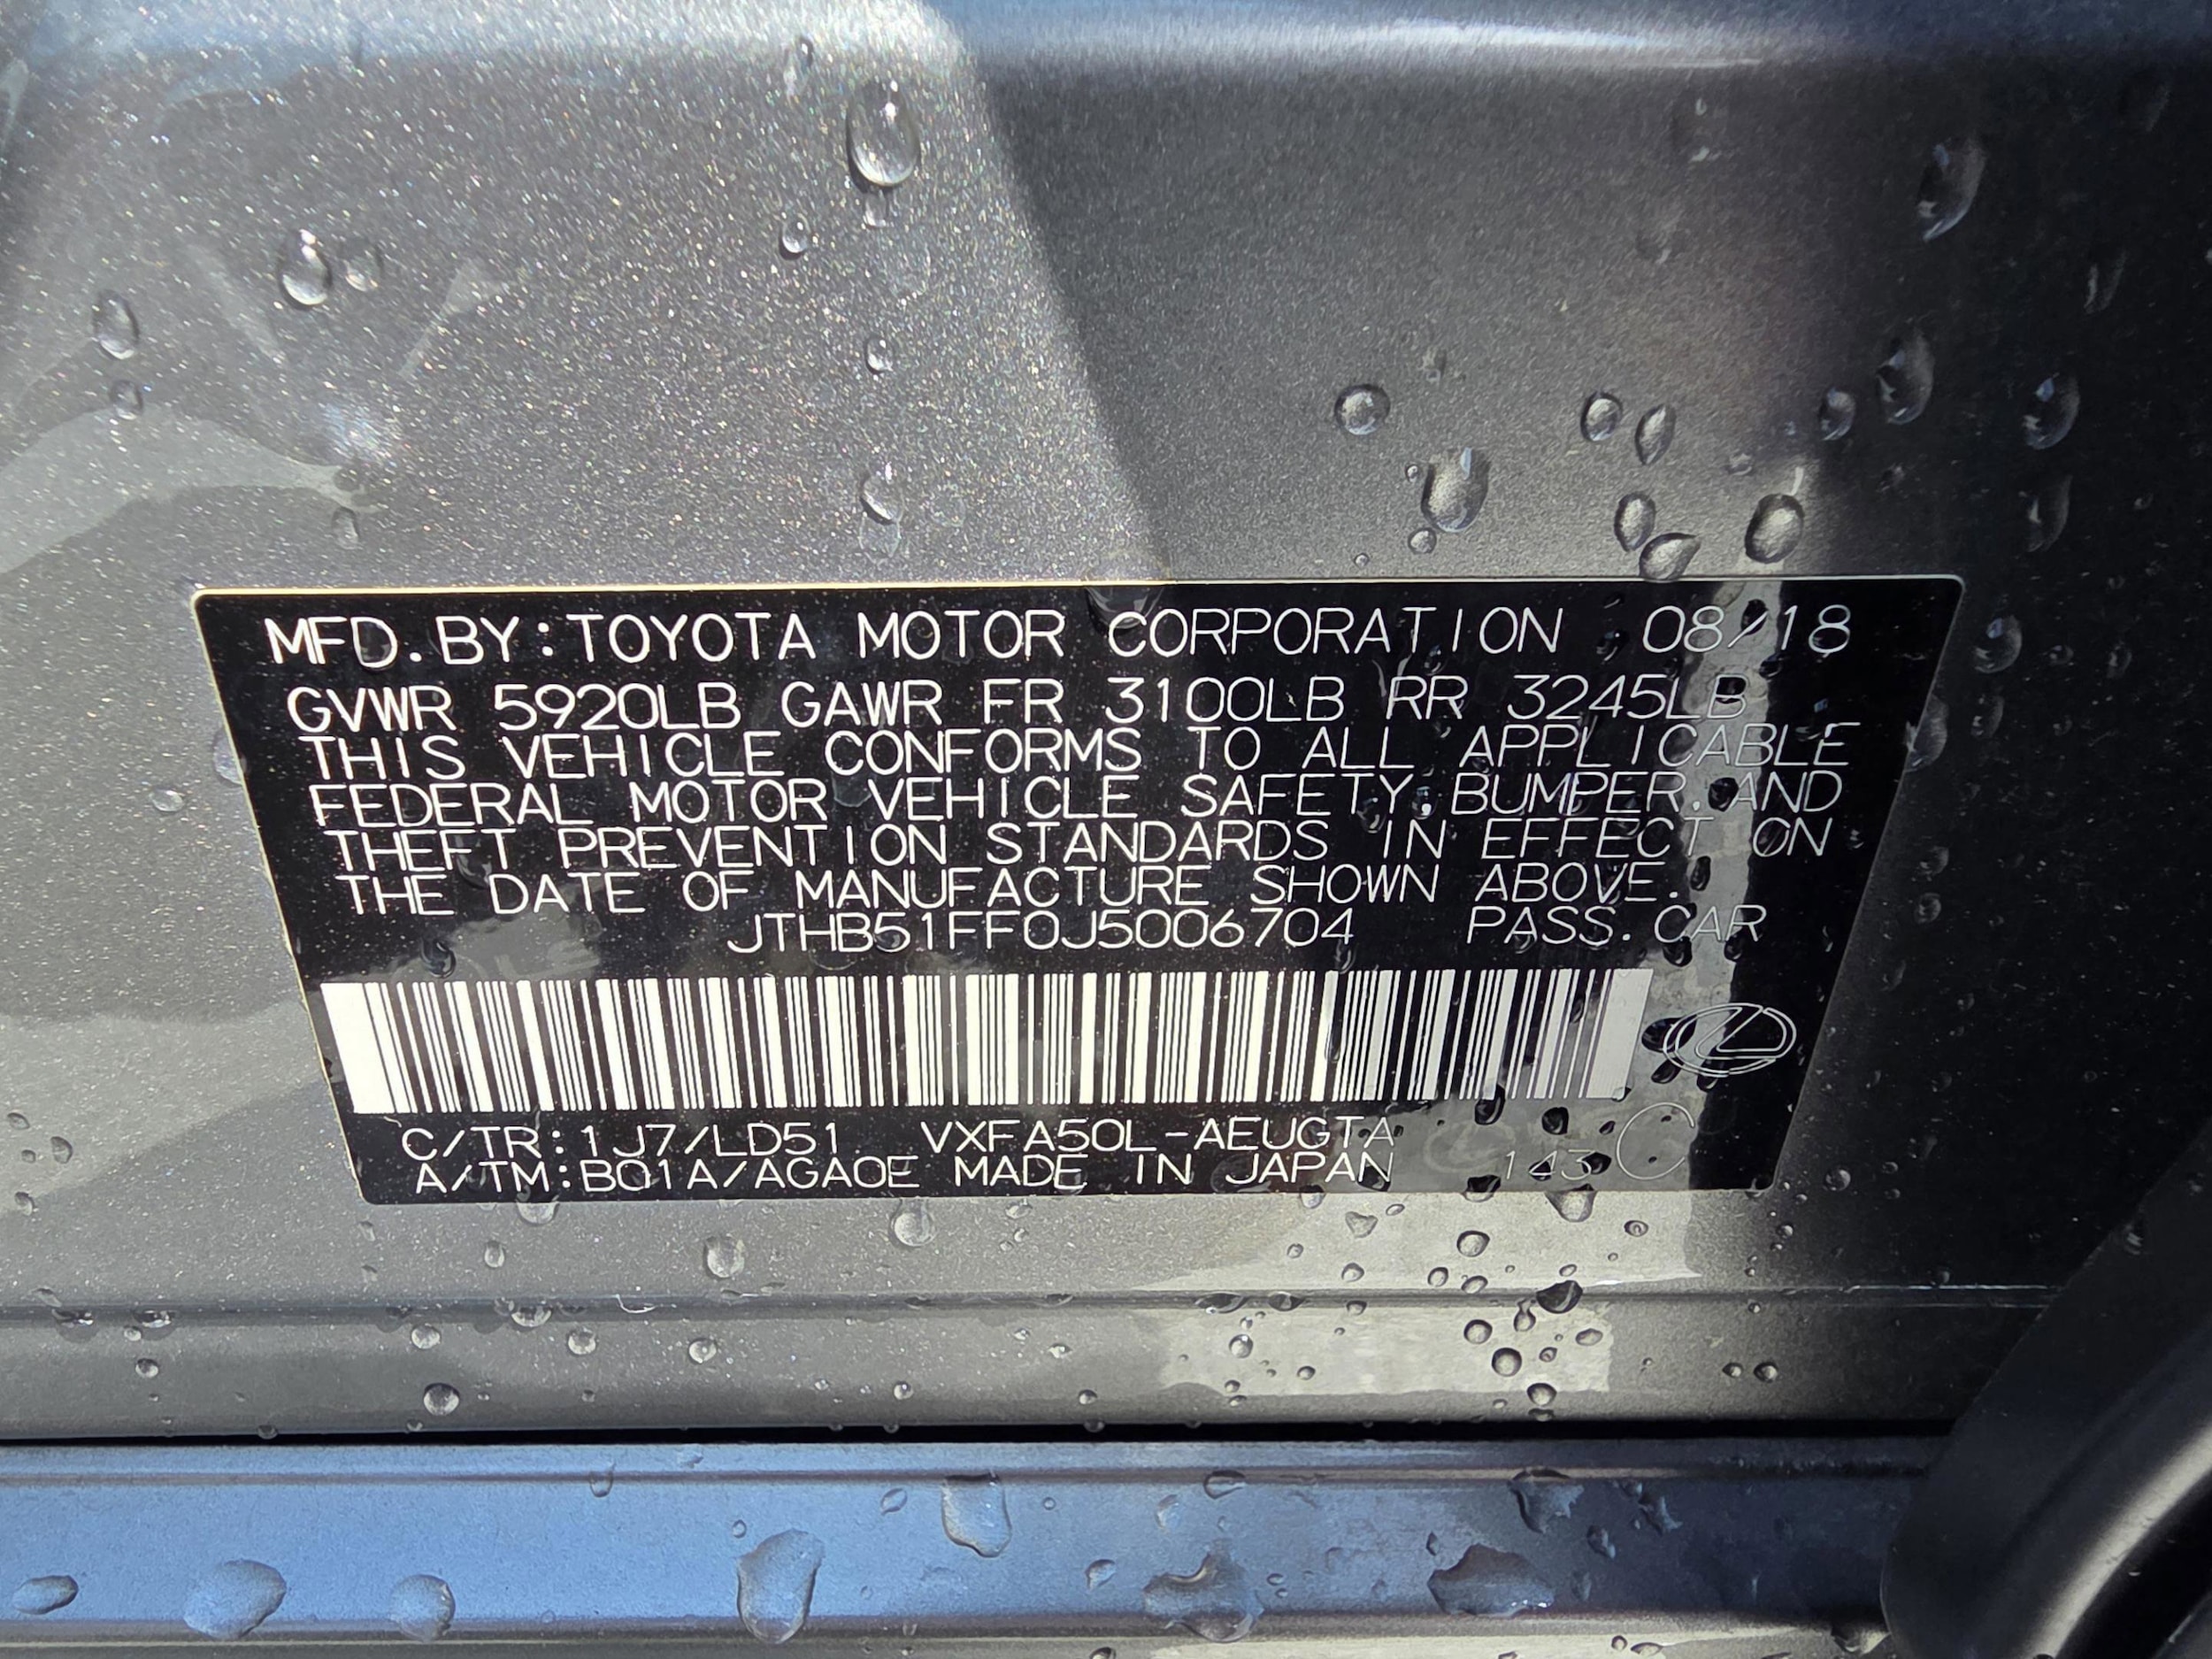 MFD. BY: TOYOTA MOTOR CORPORATION 08/18
GVWR 5920LB GAWR FR 3100LB RR 3245LB
THIS VEHICLE CONFORMS TO ALL APPLICABLE
FEDERAL MOTOR VEHICLE SAFETY, BUMPER, AND
THEFT PREVENTION STANDARDS IN EFFECT ON
THE DATE OF MANUFACTURE SHOWN ABOVE.
JTHB51FF0J5006704 PASS. CAR
C/TR: 1J7/LD51 VXFA50L-AEUGTA
A/TM: B01A/AGA0E MADE IN JAPAN 143 C